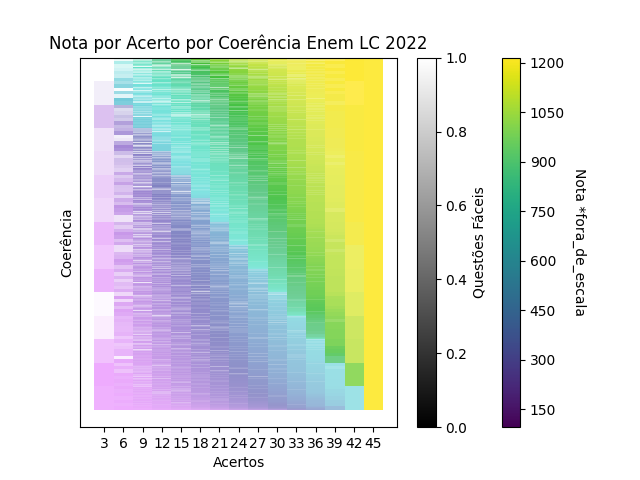 Nota por Acerto por Coerência Enem LC 2022
Coerência
3 6 9 12 15 18 21 24 27 30 33 36 39 42 45
Acertos
1.0
0.8
0.6
0.4
0.2
0.0
Questões Fáceis
1200
1050
900
750
600
450
300
150
Nota *fora_de_escala